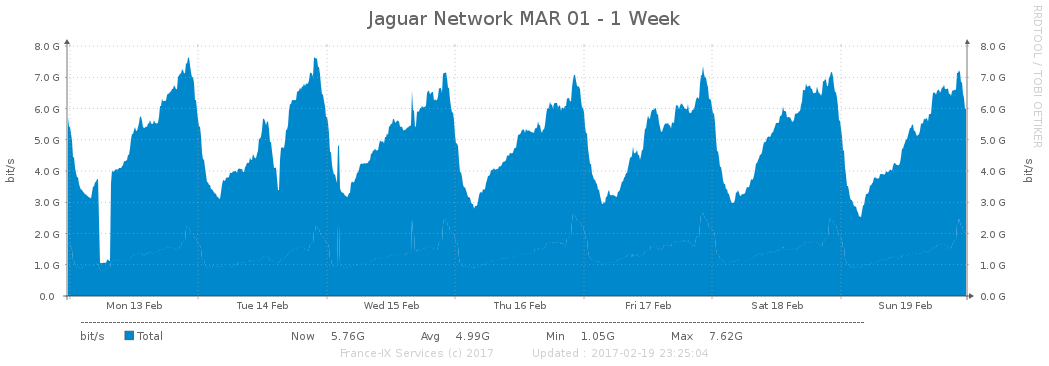 Jaguar Network MAR 01 - 1 Week
RRDTOOL / TOBI OETIKER
bit/s
8.0 G 8.0 G
7.0 G 7.0 G
6.0 G 6.0 G
5.0 G 5.0 G
4.0 G 4.0 G
3.0 G 3.0 G
2.0 G 2.0 G
1.0 G 1.0 G
0.0 0.0 G
bit/s
Mon 13 Feb Tue 14 Feb Wed 15 Feb Thu 16 Feb Fri 17 Feb Sat 18 Feb Sun 19 Feb
bit/s Total Now 5.76G Avg 4.99G Min 1.05G Max 7.62G
France-IX Services (c) 2017 Updated : 2017-02-19 23:25:04